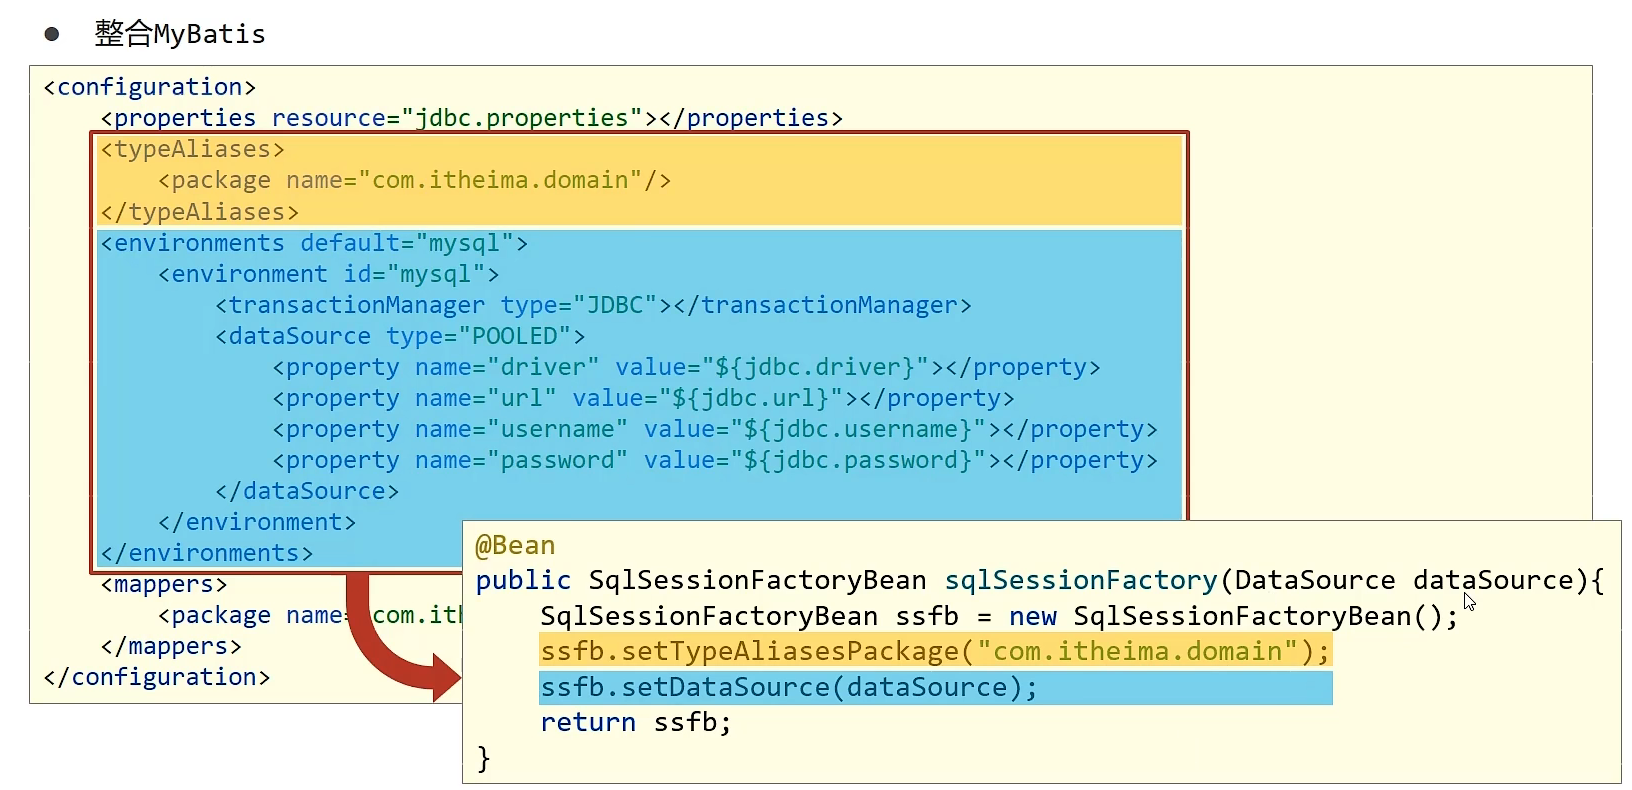 ● 整合MyBatis
<configuration>
<properties resource="jdbc.properties"></properties>
<typeAliases>
<package name="com.itheima.domain"/>
</typeAliases>
<environments default="mysql">
<environment id="mysql">
<transactionManager type="JDBC"></transactionManager>
<dataSource type="POOLED">
<property name="driver" value="${jdbc.driver}"></property>
<property name="url" value="${jdbc.url}"></property>
<property name="username" value="${jdbc.username}"></property>
<property name="password" value="${jdbc.password}"></property>
</dataSource>
</environment>
</environments>
<mappers>
<package name= com.ith
</mappers>
</configuration>
@Bean
public SqlSessionFactoryBean sqlSessionFactory(DataSource dataSource){
SqlSessionFactoryBean ssfb = new SqlSessionFactoryBean();
ssfb.setTypeAliasesPackage("com.itheima.domain");
ssfb.setDataSource(dataSource);
return ssfb;
}